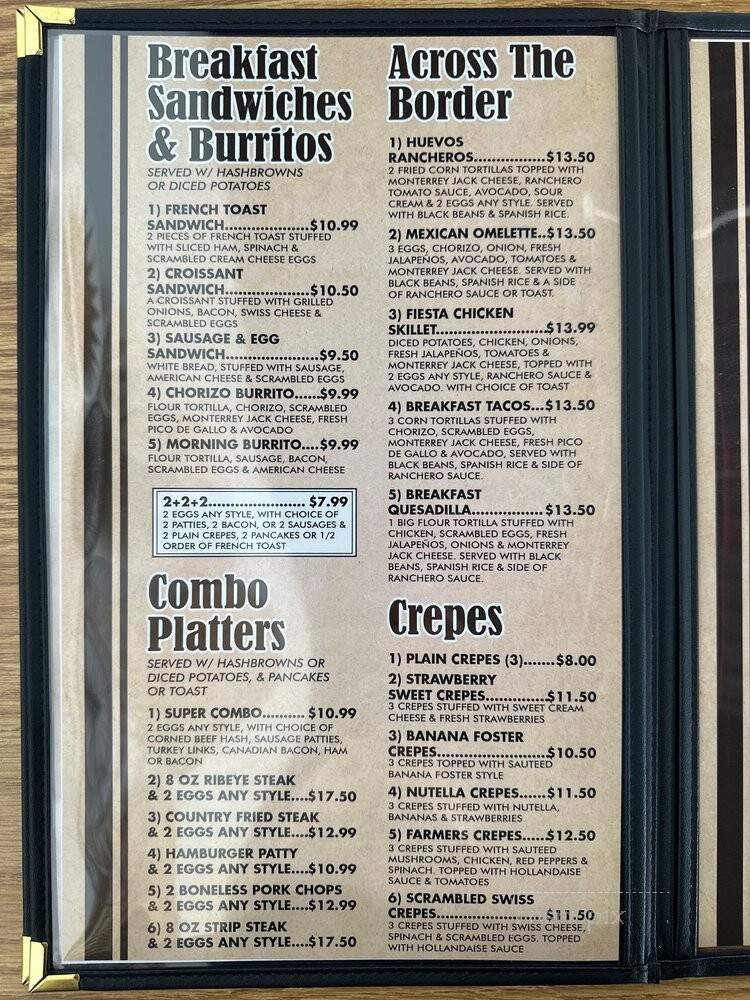 Breakfast
Sandwiches
& Burritos
SERVED W/ HASHBROWNS
OR DICED POTATOES
1) FRENCH TOAST
SANDWICH....................$10.99
2 PIECES OF FRENCH TOAST STUFFED
WITH SLICED HAM, SPINACH &
SCRAMBLED CREAM CHEESE EGGS
2) CROISSANT
SANDWICH....................$10.50
A CROISSANT STUFFED WITH GRILLED
ONIONS, BACON, SWISS CHEESE &
SCRAMBLED EGGS
3) SAUSAGE & EGG
SANDWICH......................$9.50
WHITE BREAD, STUFFED WITH SAUSAGE,
AMERICAN CHEESE & SCRAMBLED EGGS
4) CHORIZO BURRITO......$9.99
FLOUR TORTILLA, CHORIZO, SCRAMBLED
EGGS, MONTERREY JACK CHEESE, FRESH
PICO DE GALLO & AVOCADO
5) MORNING BURRITO....$9.99
FLOUR TORTILLA, SAUSAGE, BACON,
SCRAMBLED EGGS & AMERICAN CHEESE
2+2+2....................... $7.99
2 EGGS ANY STYLE, WITH CHOICE OF
2 PATTIES, 2 BACON, OR 2 SAUSAGES &
2 PLAIN CREPES, 2 PANCAKES OR 1/2
ORDER OF FRENCH TOAST
Combo
Platters
SERVED W/ HASHBROWNS OR
DICED POTATOES, & PANCAKES
OR TOAST
1) SUPER COMBO.......... $10.99
2 EGGS ANY STYLE, WITH CHOICE OF
CORNED BEEF HASH, SAUSAGE PATTIES,
TURKEY LINKS, CANADIAN BACON, HAM
OR BACON
2) 8 OZ RIBEYE STEAK
& 2 EGGS ANY STYLE....$17.50
3) COUNTRY FRIED STEAK
& 2 EGGS ANY STYLE....$12.99
4) HAMBURGER PATTY
& 2 EGGS ANY STYLE....$10.99
5) 2 BONELESS PORK CHOPS
& 2 EGGS ANY STYLE....$12.99
6) 8 OZ STRIP STEAK
& 2 EGGS ANY STYLE....$17.50
Across The
Border
1) HUEVOS
RANCHEROS.................$13.50
2 FRIED CORN TORTILLAS TOPPED WITH
MONTERREY JACK CHEESE, RANCHERO
TOMATO SAUCE, AVOCADO, SOUR
CREAM & 2 EGGS ANY STYLE. SERVED
WITH BLACK BEANS & SPANISH RICE.
2) MEXICAN OMELETTE..$13.50
3 EGGS, CHORIZO, ONION, FRESH
JALAPEÑOS, AVOCADO, TOMATOES &
MONTERREY JACK CHEESE. SERVED WITH
BLACK BEANS, SPANISH RICE & A SIDE
OF RANCHERO SAUCE OR TOAST.
3) FIESTA CHICKEN
SKILLET..........................$13.99
DICED POTATOES, CHICKEN, ONIONS,
FRESH JALAPEÑOS, TOMATOES &
MONTERREY JACK CHEESE, TOPPED WITH
2 EGGS ANY STYLE, RANCHERO SAUCE &
AVOCADO. WITH CHOICE OF TOAST
4) BREAKFAST TACOS...$13.50
3 CORN TORTILLAS STUFFED WITH
CHORIZO, SCRAMBLED EGGS,
MONTERREY JACK CHEESE, FRESH PICO
DE GALLO & AVOCADO, SERVED WITH
BLACK BEANS, SPANISH RICE & SIDE OF
RANCHERO SAUCE.
5) BREAKFAST
QUESADILLA................. $13.50
1 BIG FLOUR TORTILLA STUFFED WITH
CHICKEN, SCRAMBLED EGGS, FRESH
JALAPEÑOS, ONIONS & MONTERREY
JACK CHEESE. SERVED WITH BLACK
BEANS, SPANISH RICE & SIDE OF
RANCHERO SAUCE.
Crepes
1) PLAIN CREPES (3).......$8.00
2) STRAWBERRY
SWEET CREPES..............$11.50
3 CREPES STUFFED WITH SWEET CREAM
CHEESE & FRESH STRAWBERRIES
3) BANANA FOSTER
CREPES..........................$10.50
3 CREPES TOPPED WITH SAUTEED
BANANA FOSTER STYLE
4) NUTELLA CREPES......$11.50
3 CREPES STUFFED WITH NUTELLA,
BANANAS & STRAWBERRIES
5) FARMERS CREPES......$12.50
3 CREPES STUFFED WITH SAUTEED
MUSHROOMS, CHICKEN, RED PEPPERS &
SPINACH. TOPPED WITH HOLLANDAISE
SAUCE & TOMATOES
6) SCRAMBLED SWISS
CREPES..........................$11.50
3 CREPES STUFFED WITH SWISS CHEESE,
SPINACH & SCRAMBLED EGGS. TOPPED
WITH HOLLANDAISE SAUCE